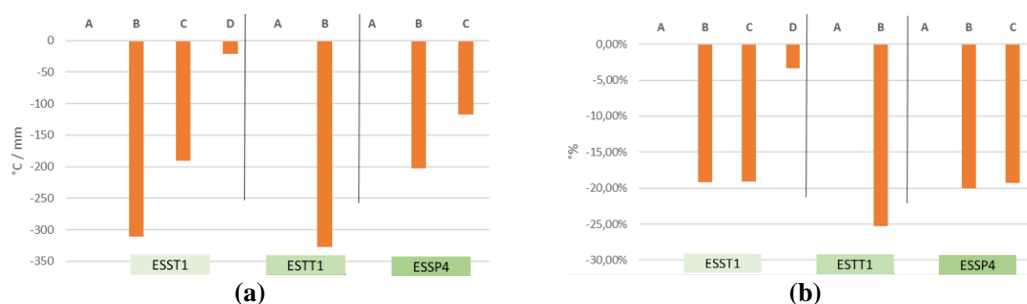 A B C D A B A B C
0
-50
-100
-150
-200
-250
-300
-350
°C / mm
ESST1 ESTT1 ESSP4
(a)
A B C D A B A B C
0,00%
-5,00%
-10,00%
-15,00%
-20,00%
-25,00%
-30,00%
°%
ESST1 ESTT1 ESSP4
(b)